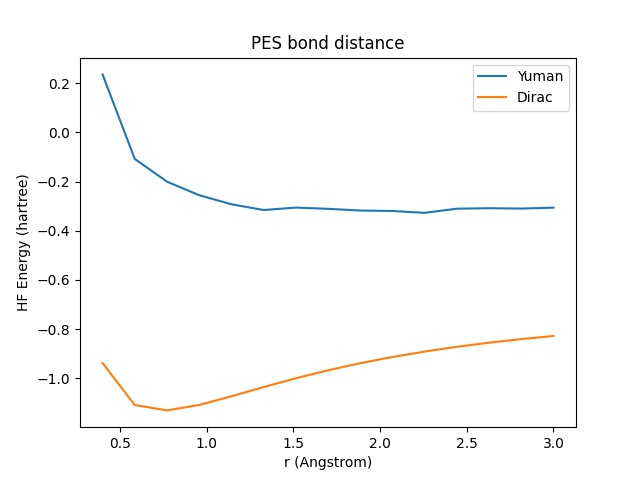 PES bond distance
Yuman
Dirac
HF Energy (hartree)
0.2
0.0
−0.2
−0.4
−0.6
−0.8
−1.0
0.5
1.0
1.5
2.0
2.5
3.0
r (Angstrom)